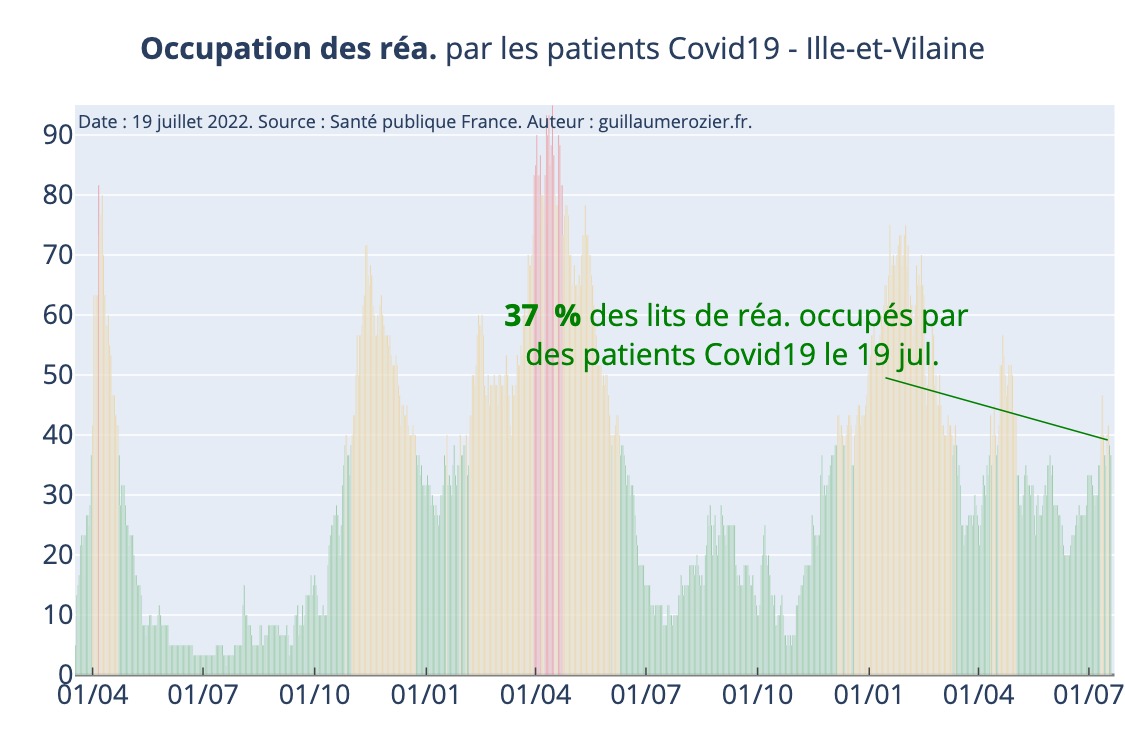 Occupation des réa. par les patients Covid19 - Ille-et-Vilaine
Date : 19 juillet 2022. Source : Santé publique France. Auteur : guillaumerozier.fr.
90
80
70
60
50
40
30
20
10
0
37 % des lits de réa. occupés par
des patients Covid19 le 19 jul.
01/04 01/07 01/10 01/01 01/04 01/07 01/10 01/01 01/04 01/07